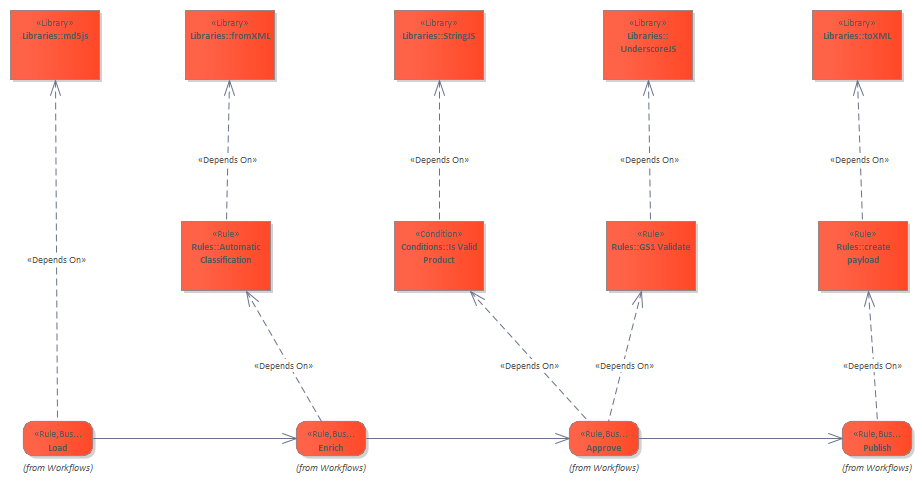 «Library»
Libraries::md5js
«Library»
Libraries::fromXML
«Library»
Libraries::StringJS
«Library»
Libraries::
UnderscoreJS
«Library»
Libraries::toXML
«Depends On»
«Depends On»
«Depends On»
«Depends On»
«Rule»
Rules::Automatic
Classification
«Condition»
Conditions::Is Valid
Product
«Rule»
Rules::GS1 Validate
«Rule»
Rules::create
payload
«Depends On»
«Depends On»
«Depends On»
«Depends On»
«Depends On»
«Rule,Bus...
Load
(from Workflows)
«Rule,Bus...
Enrich
(from Workflows)
«Rule,Bus...
Approve
(from Workflows)
«Rule,Bus...
Publish
(from Workflows)